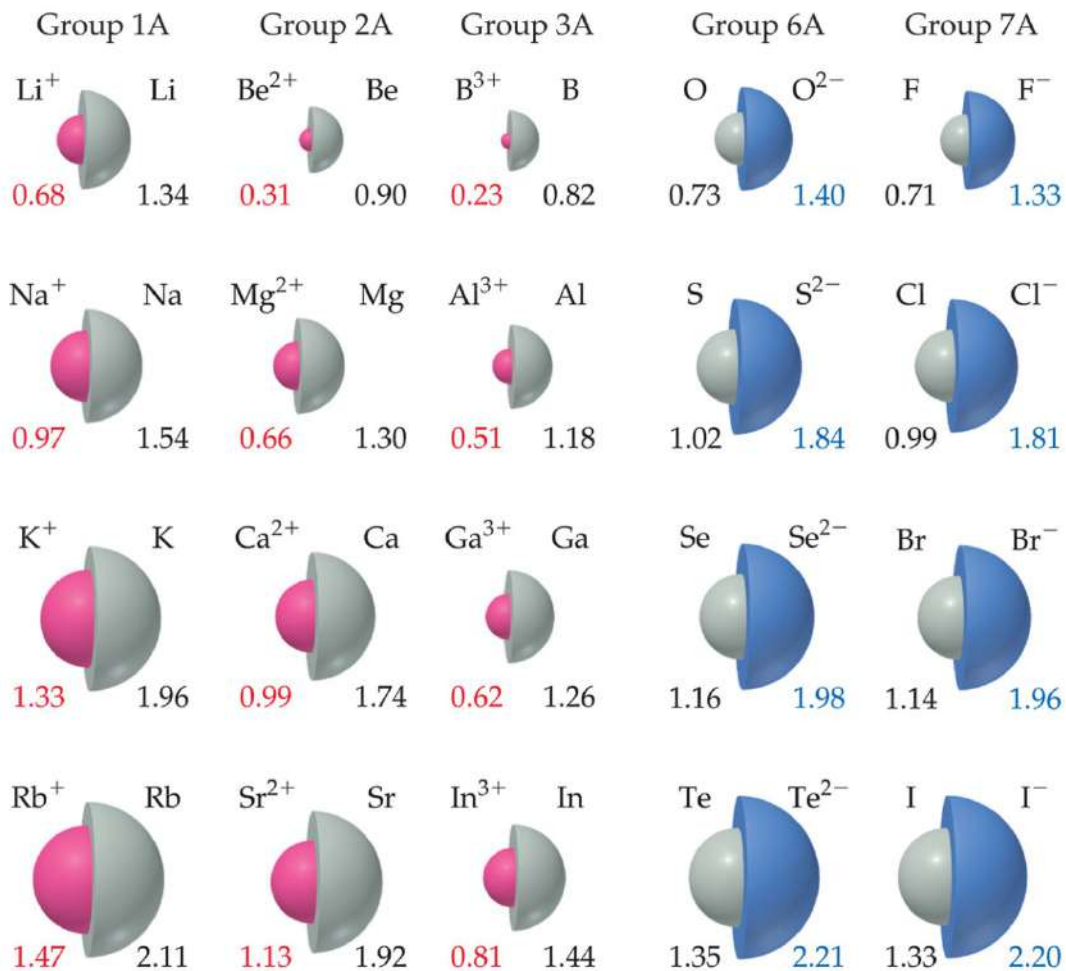 Group 1A Group 2A Group 3A Group 6A Group 7A
Li⁺ Li Be²⁺ Be B³⁺ B O O²⁻ F F⁻
0.68 1.34 0.31 0.90 0.23 0.82 0.73 1.40 0.71 1.33
Na⁺ Na Mg²⁺ Mg Al³⁺ Al S S²⁻ Cl Cl⁻
0.97 1.54 0.66 1.30 0.51 1.18 1.02 1.84 0.99 1.81
K⁺ K Ca²⁺ Ca Ga³⁺ Ga Se Se²⁻ Br Br⁻
1.33 1.96 0.99 1.74 0.62 1.26 1.16 1.98 1.14 1.96
Rb⁺ Rb Sr²⁺ Sr In³⁺ In Te Te²⁻ I I⁻
1.47 2.11 1.13 1.92 0.81 1.44 1.35 2.21 1.33 2.20